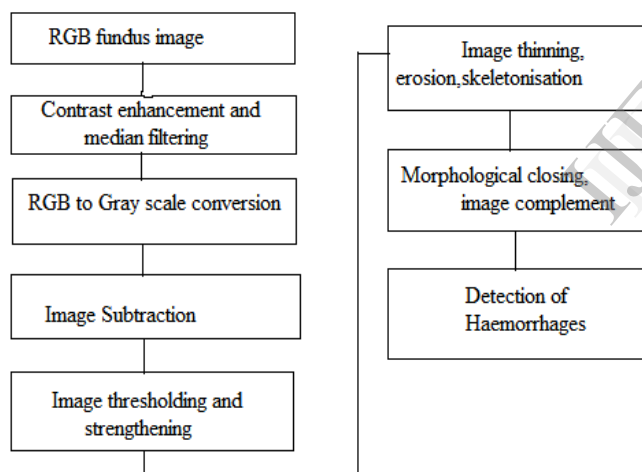 RGB fundus image
Contrast enhancement and
median filtering
RGB to Gray scale conversion
Image Subtraction
Image thresholding and
strengthening
Image thinning,
erosion,skeletonisation
Morphological closing,
image complement
Detection of
Haemorrhages